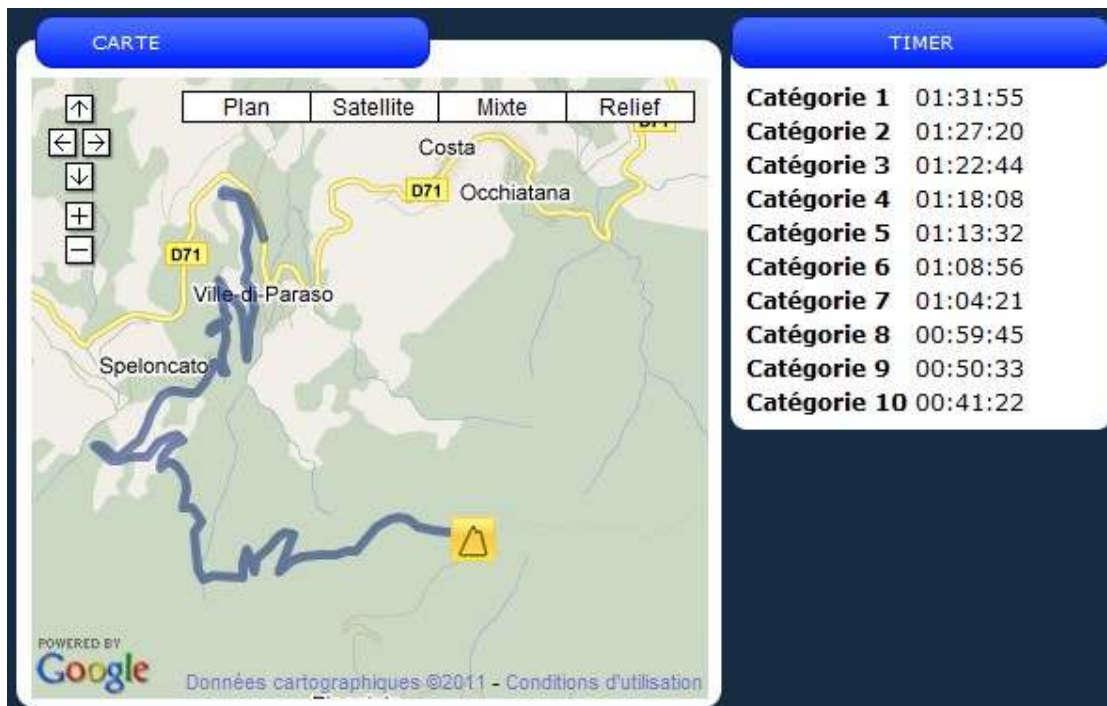 CARTE
TIMER
Plan Satellite Mixte Relief
D71
Costa
D71 Occhiatana
D71
Ville-di-Paraso
Speloncato
POWERED BY
Google
Données cartographiques ©2011 - Conditions d'utilisation
Catégorie 1 01:31:55
Catégorie 2 01:27:20
Catégorie 3 01:22:44
Catégorie 4 01:18:08
Catégorie 5 01:13:32
Catégorie 6 01:08:56
Catégorie 7 01:04:21
Catégorie 8 00:59:45
Catégorie 9 00:50:33
Catégorie 10 00:41:22